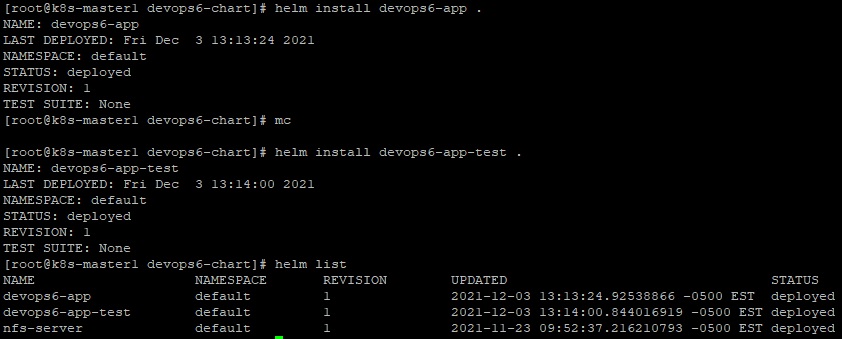 [root@k8s-master1 devops6-chart]# helm install devops6-app .
NAME: devops6-app
LAST DEPLOYED: Fri Dec  3 13:13:24 2021
NAMESPACE: default
STATUS: deployed
REVISION: 1
TEST SUITE: None
[root@k8s-master1 devops6-chart]# mc

[root@k8s-master1 devops6-chart]# helm install devops6-app-test .
NAME: devops6-app-test
LAST DEPLOYED: Fri Dec  3 13:14:00 2021
NAMESPACE: default
STATUS: deployed
REVISION: 1
TEST SUITE: None
[root@k8s-master1 devops6-chart]# helm list
NAME                    NAMESPACE       REVISION        UPDATED                                 STATUS
devops6-app             default         1               2021-12-03 13:13:24.92538866 -0500 EST  deployed
devops6-app-test        default         1               2021-12-03 13:14:00.844016919 -0500 EST deployed
nfs-server              default         1               2021-11-23 09:52:37.216210793 -0500 EST deployed